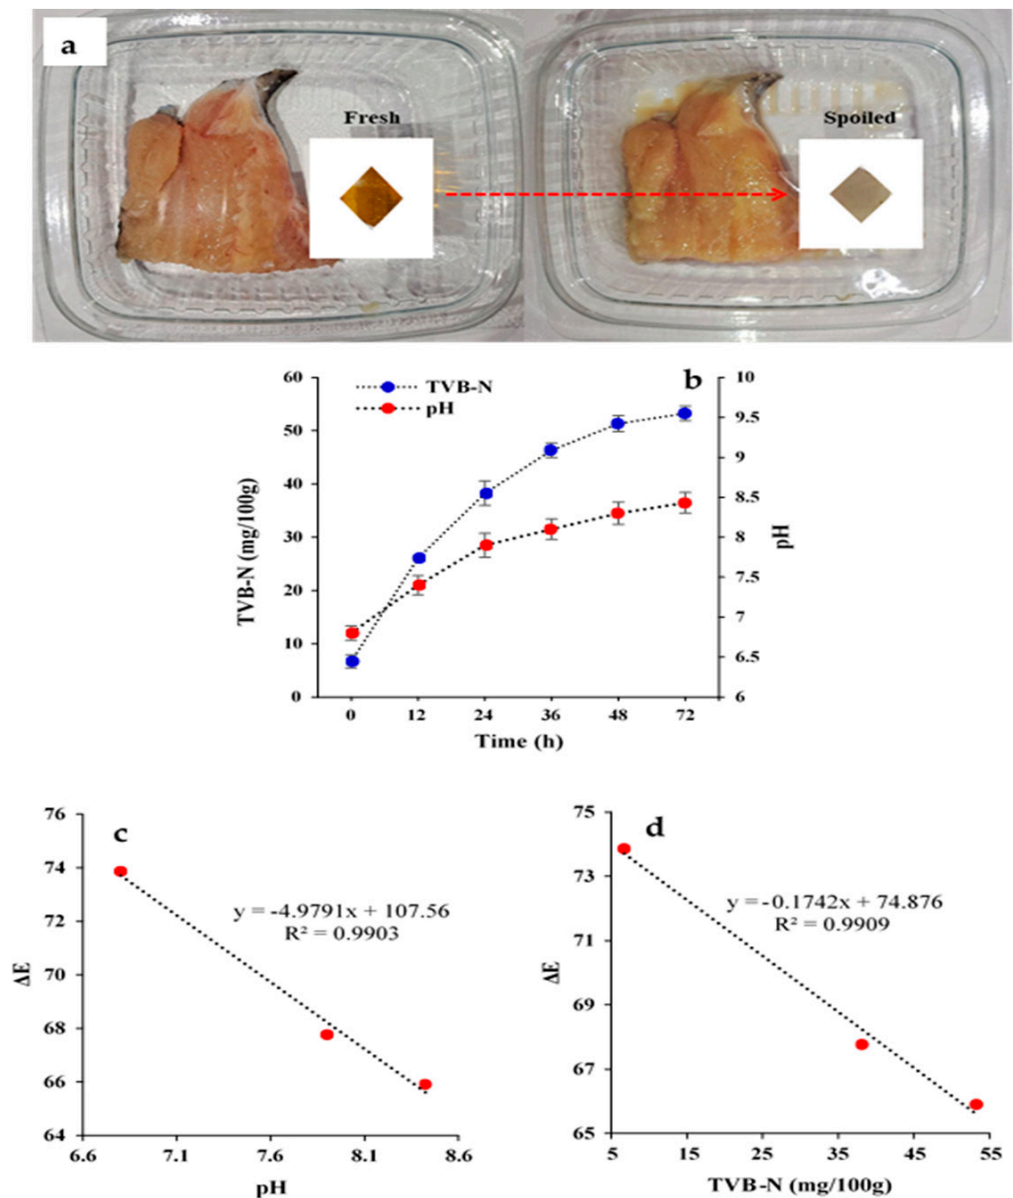 a
Fresh
Spoiled
b
TVB-N
pH
60
50
40
30
20
10
0
TVB-N (mg/100g)
10
9.5
9
8.5
8
7.5
7
6.5
6
pH
0 12 24 36 48 72
Time (h)
c
76
74
72
70
68
66
64
ΔE
y = -4.9791x + 107.56
R² = 0.9903
6.6 7.1 7.6 8.1 8.6
pH
d
75
73
71
69
67
65
ΔE
y = -0.1742x + 74.876
R² = 0.9909
5 15 25 35 45 55
TVB-N (mg/100g)